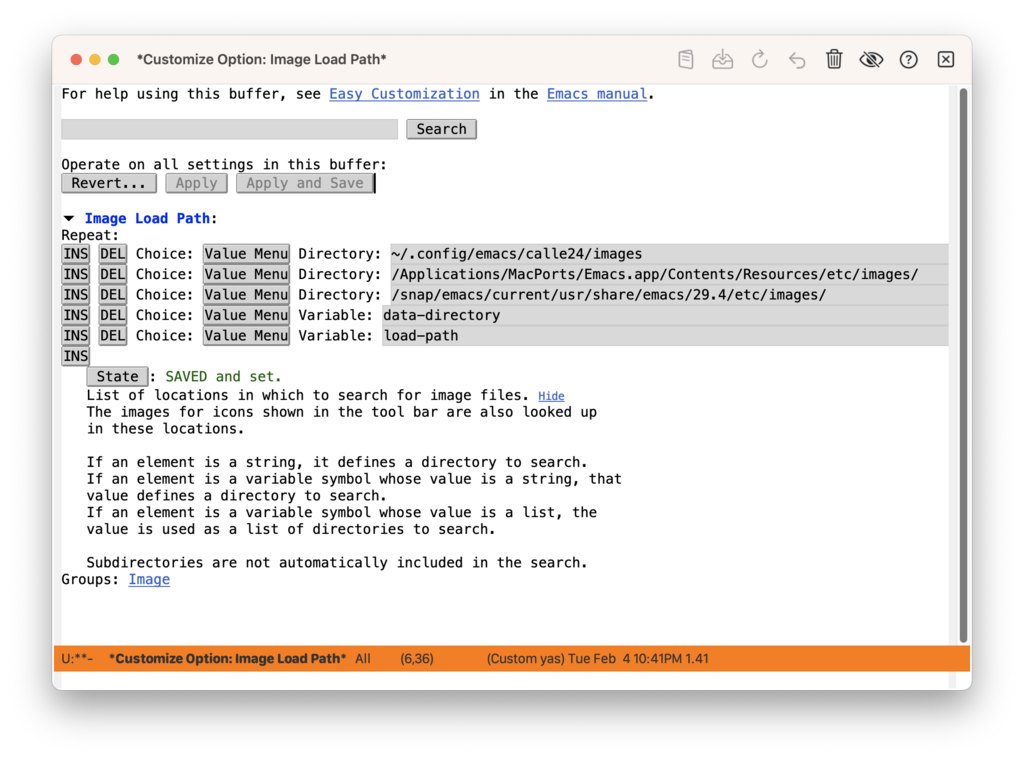 *Customize Option: Image Load Path*
For help using this buffer, see Easy Customization in the Emacs manual.
Search
Operate on all settings in this buffer:
Revert... Apply Apply and Save
Image Load Path:
Repeat:
INS DEL Choice: Value Menu Directory: ~/.config/emacs/calle24/images
INS DEL Choice: Value Menu Directory: /Applications/MacPorts/Emacs.app/Contents/Resources/etc/images/
INS DEL Choice: Value Menu Directory: /snap/emacs/current/usr/share/emacs/29.4/etc/images/
INS DEL Choice: Value Menu Variable: data-directory
INS DEL Choice: Value Menu Variable: load-path
INS
State : SAVED and set.
List of locations in which to search for image files. Hide
The images for icons shown in the tool bar are also looked up
in these locations.
If an element is a string, it defines a directory to search.
If an element is a variable symbol whose value is a string, that
value defines a directory to search.
If an element is a variable symbol whose value is a list, the
value is used as a list of directories to search.
Subdirectories are not automatically included in the search.
Groups: Image
U:**- *Customize Option: Image Load Path* All (6,36) (Custom yas) Tue Feb 4 10:41PM 1.41